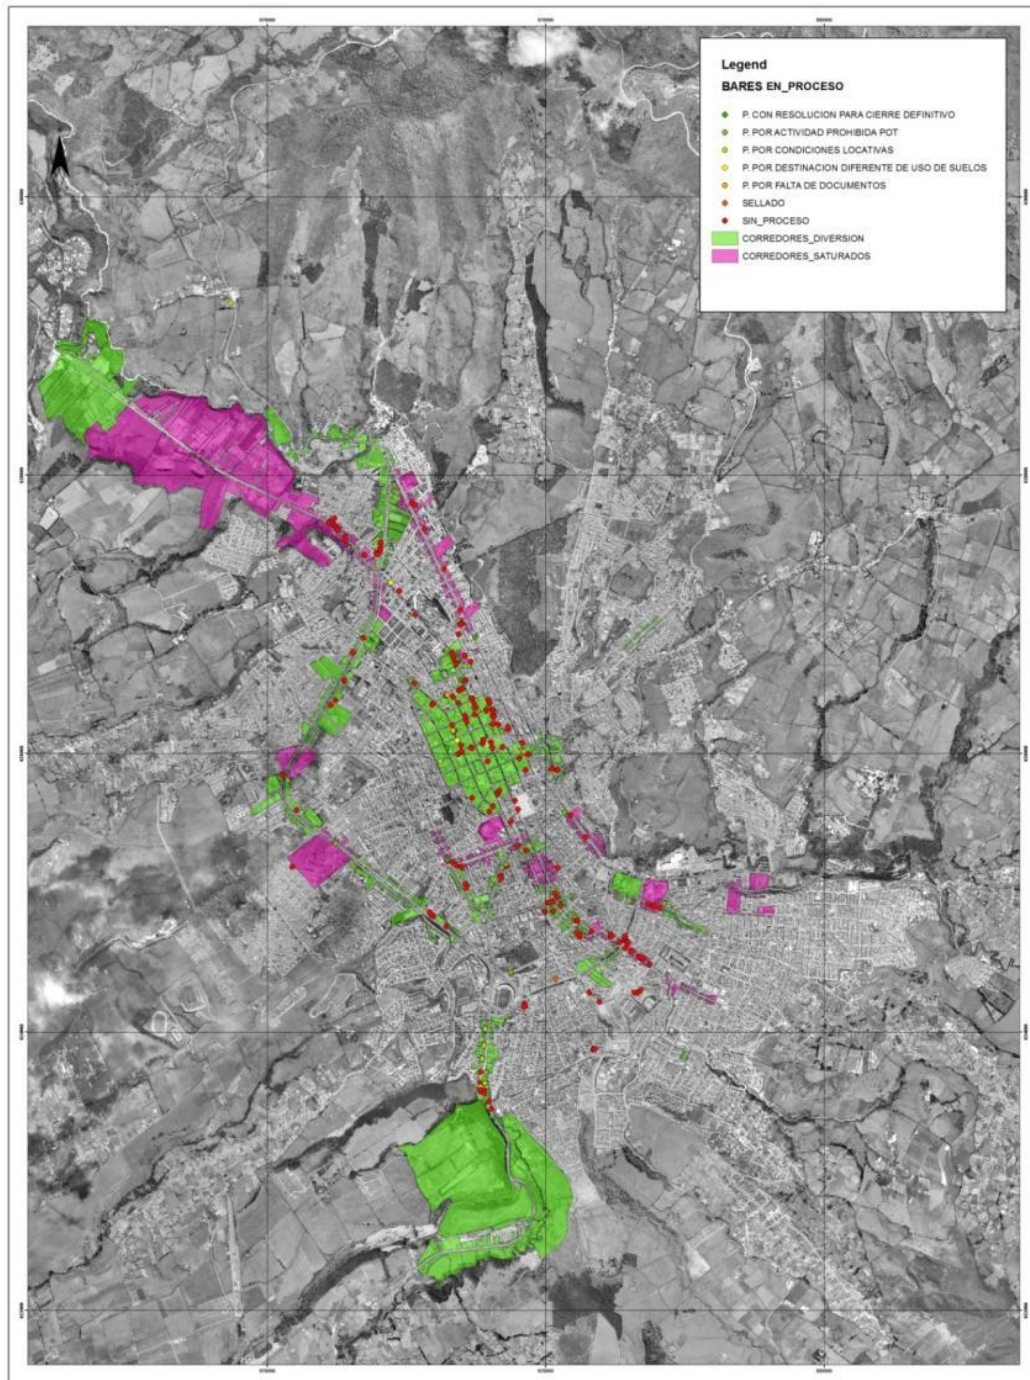 Legend
BARES EN_PROCESO
P. CON RESOLUCION PARA CIERRE DEFINITIVO
P. POR ACTIVIDAD PROHIBIDA POT
P. POR CONDICIONES LOCATIVAS
P. POR DESTINACION DIFERENTE DE USO DE SUELOS
P. POR FALTA DE DOCUMENTOS
SELLADO
SIN_PROCESO
CORREDORES_DIVERSION
CORREDORES_SATURADOS